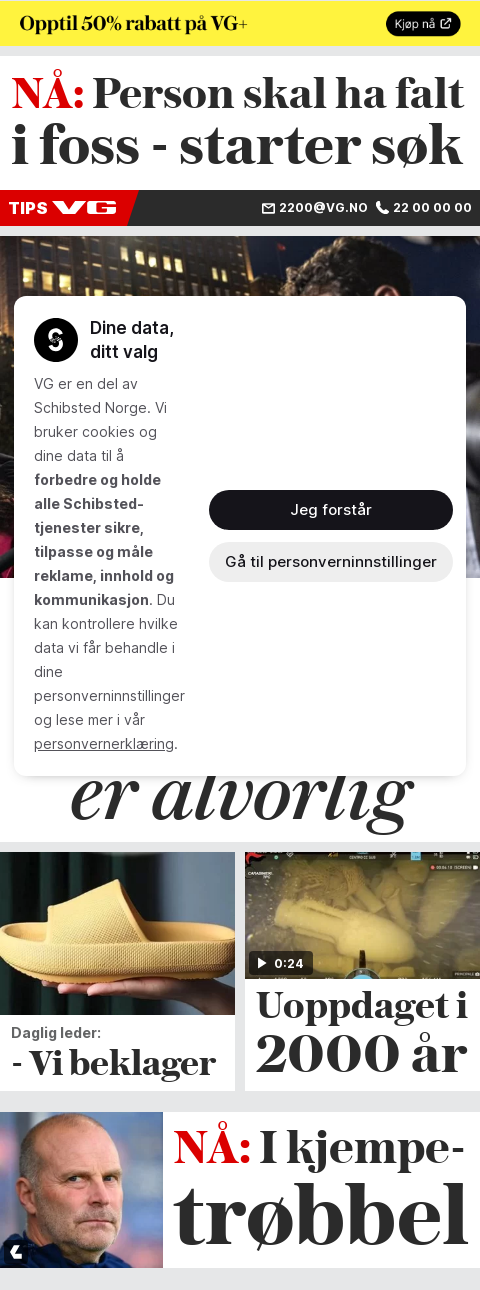 Opptil 50% rabatt på VG+
Kjøp nå
NÅ: Person skal ha falt
i foss - starter søk
TIPS VG
2200@VG.NO
22 00 00 00
Dine data,
ditt valg
VG er en del av
Schibsted Norge. Vi
bruker cookies og
dine data til å
forbedre og holde
alle Schibsted-
tjenester sikre,
tilpasse og måle
reklame, innhold og
kommunikasjon. Du
kan kontrollere hvilke
data vi får behandle i
dine
personverninnstillinger
og lese mer i vår
personvernerklæring.
Jeg forstår
Gå til personverninnstillinger
er alvorlig
0:24
Daglig leder:
- Vi beklager
Uoppdaget i
2000 år
NÅ: I kjempe-
trøbbel